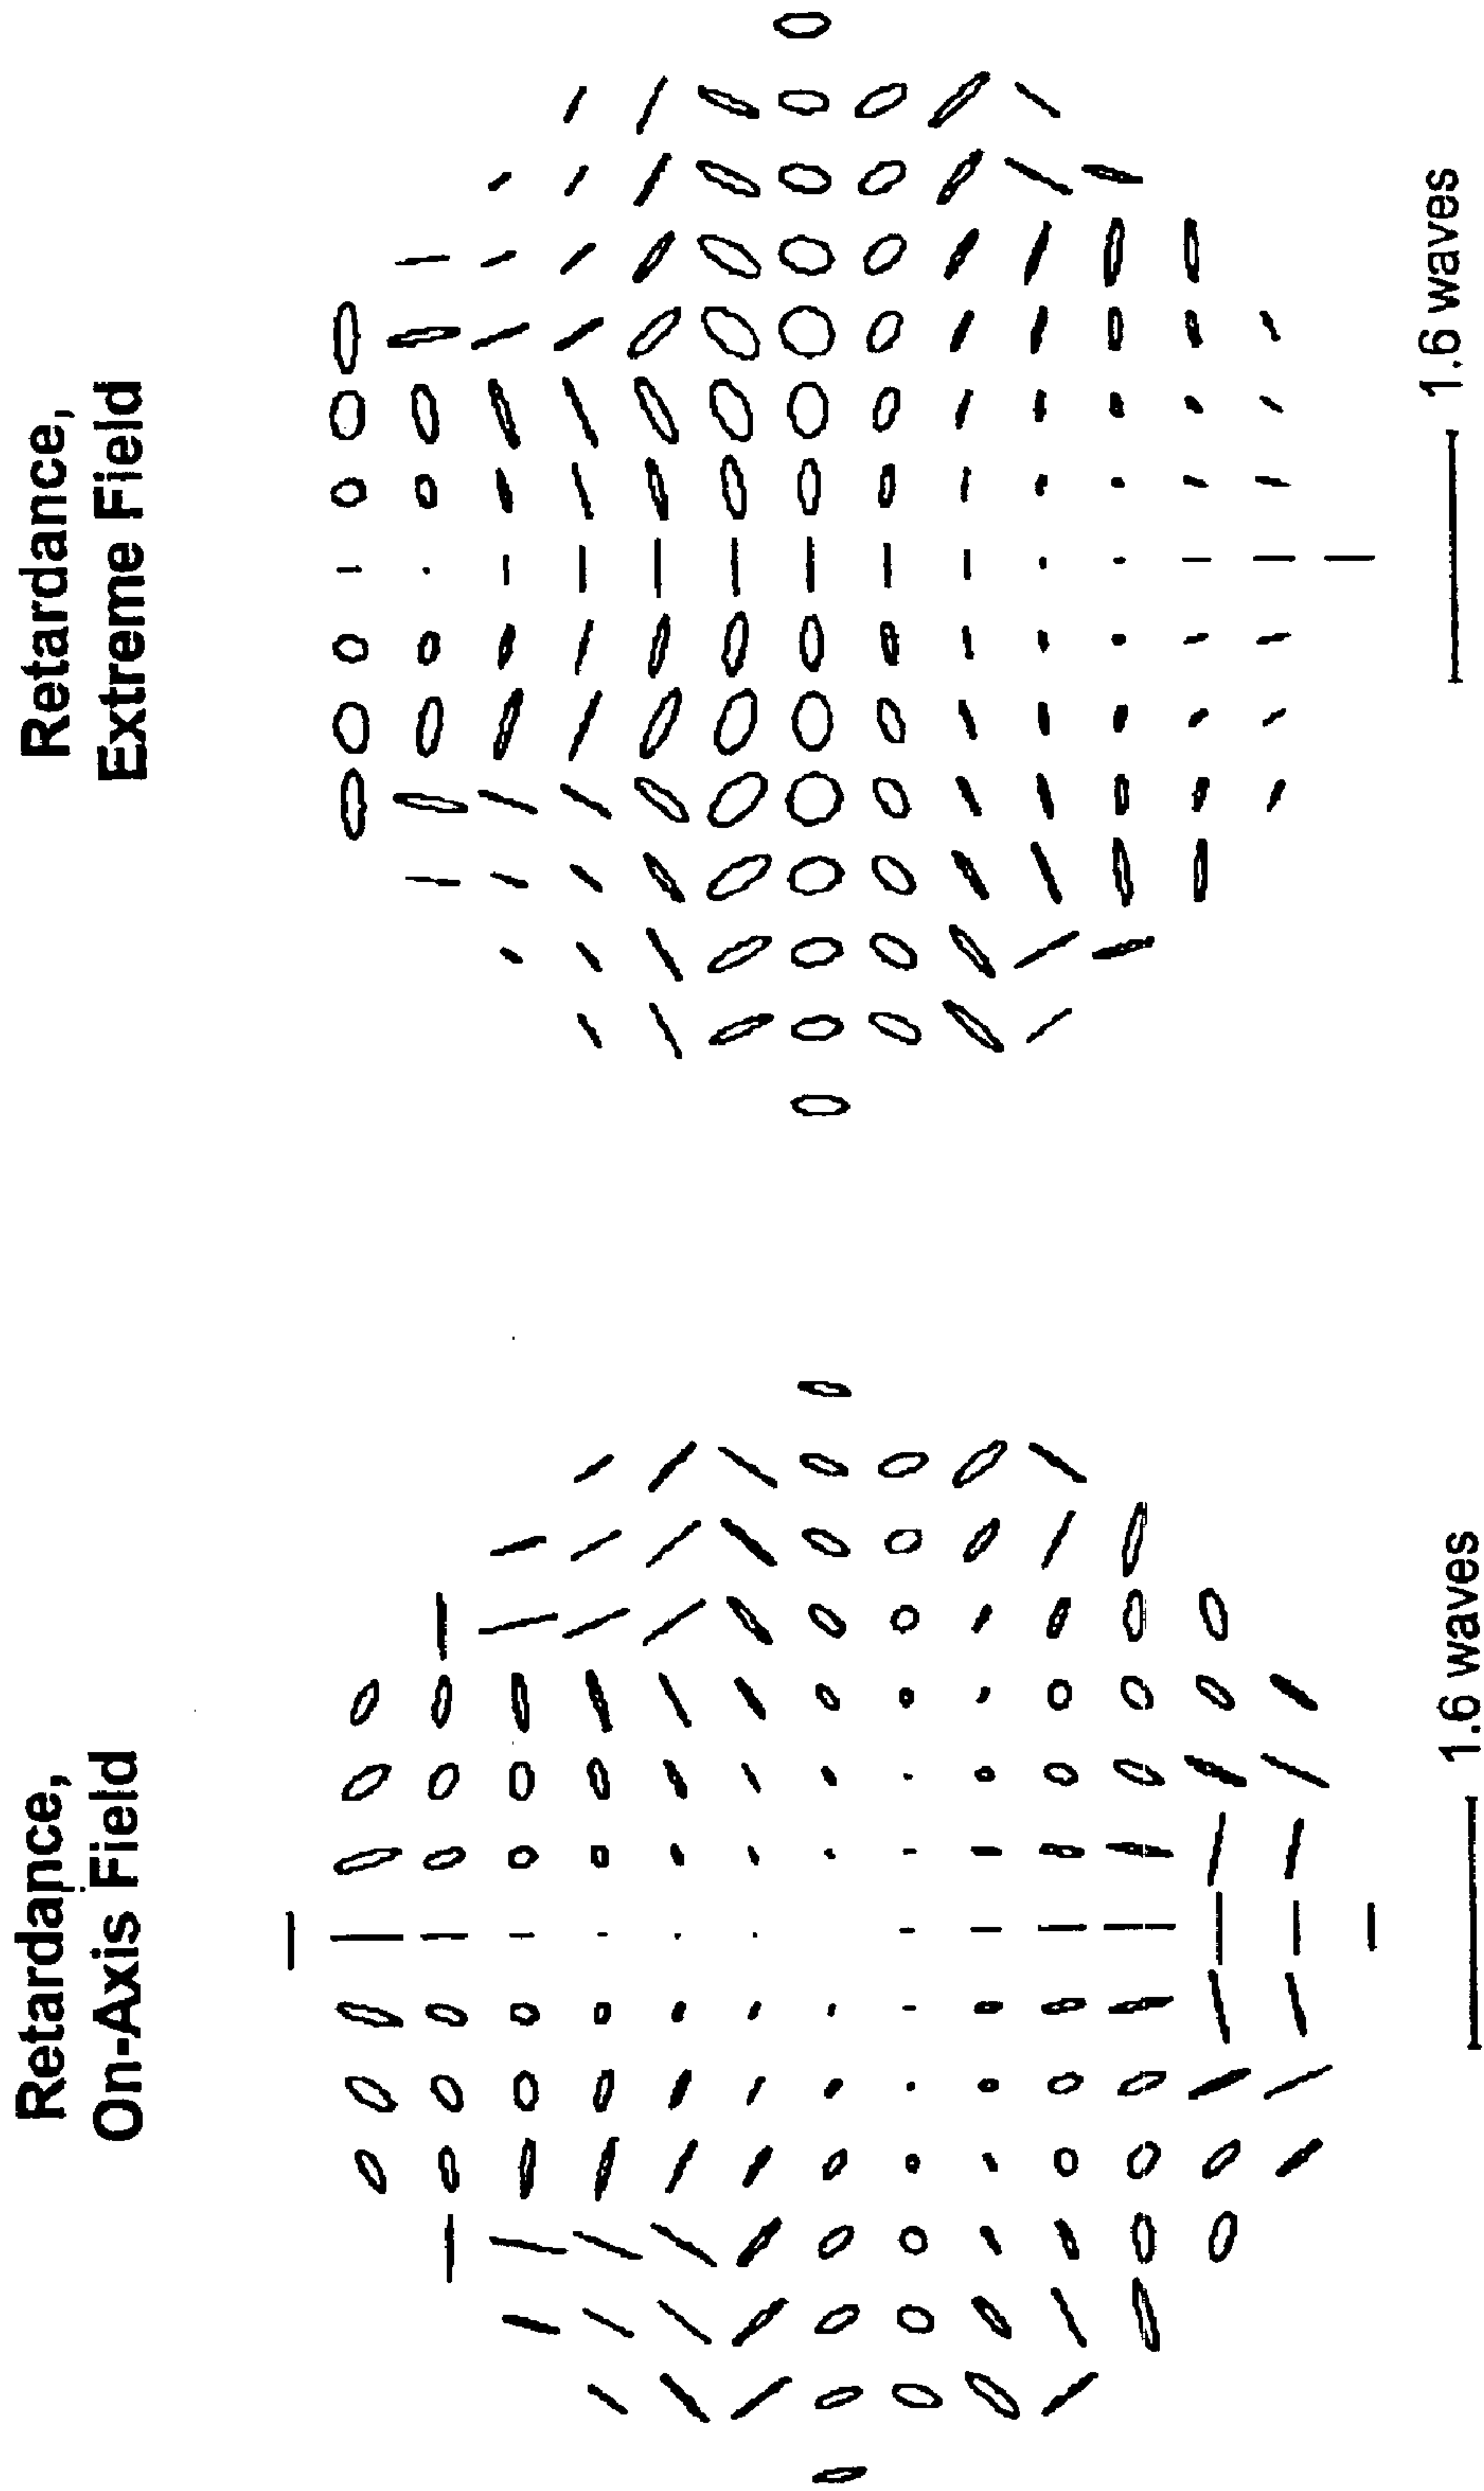 Retardance,
On-Axis Field
1.6 waves
Retardance,
Extreme Field
1.6 waves